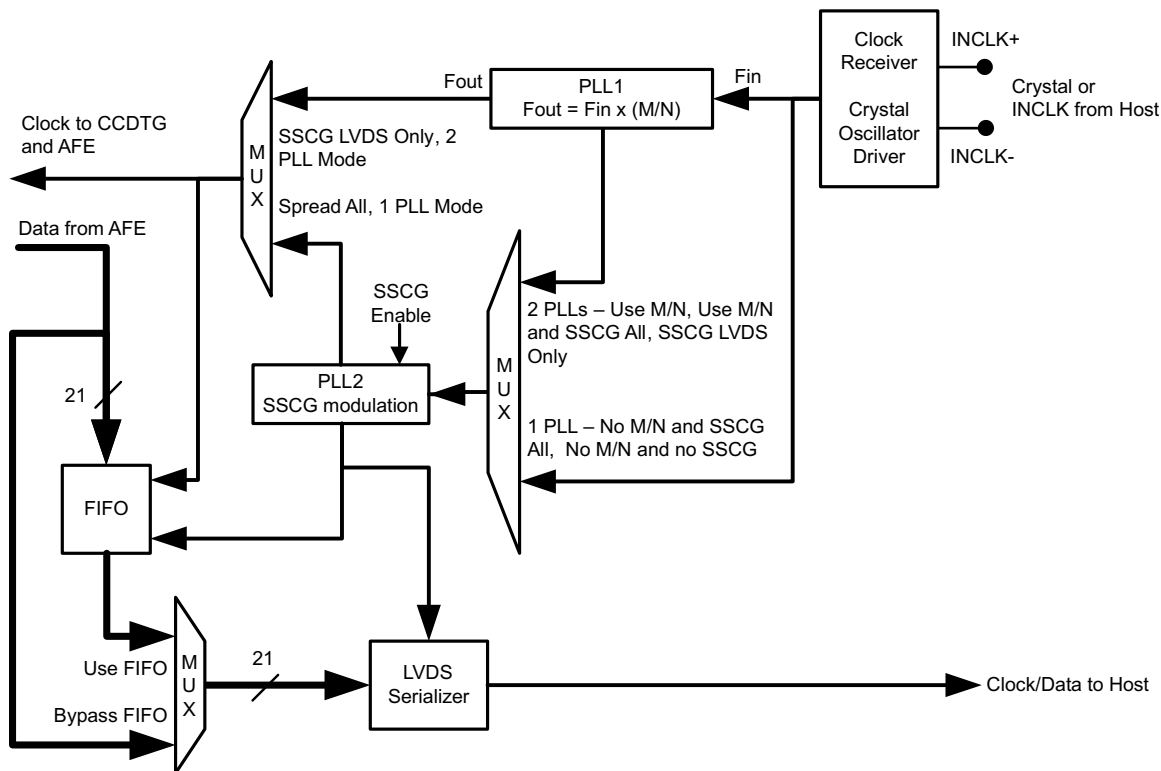 Clock
Receiver
Crystal
Oscillator
Driver
INCLK+
Crystal or
INCLK from Host
INCLK-
Fin
PLL1
Fout = Fin x (M/N)
Fout
MUX
SSCG LVDS Only, 2
PLL Mode
Spread All, 1 PLL Mode
Clock to CCDTG
and AFE
Data from AFE
SSCG
Enable
2 PLLs – Use M/N, Use M/N
and SSCG All, SSCG LVDS
Only
MUX
1 PLL – No M/N and SSCG
All, No M/N and no SSCG
PLL2
SSCG modulation
21
FIFO
Use FIFO
Bypass FIFO
MUX
21
LVDS
Serializer
Clock/Data to Host